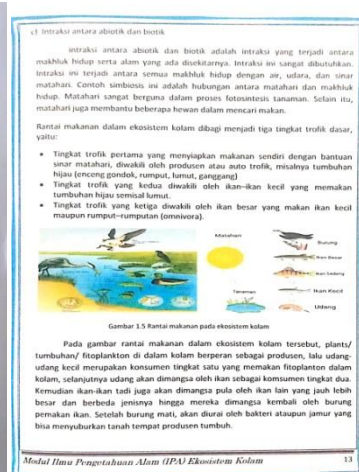 c) Intraksi antara abiotik dan biotik
intraksi antara abiotik dan biotik adalah intraksi yang terjadi antara
makhluk hidup serta alam yang ada disekitarnya. Intraksi ini sangat dibutuhkan.
Intraksi ini terjadi antara semua makhluk hidup dengan air, udara, dan sinar
matahari. Contoh simbiosis ini adalah hubungan antara matahari dan makhluk
hidup. Matahari sangat berguna dalam proses fotosintesis tanaman. Selain itu,
matahari juga membantu beberapa hewan dalam mencari makan.
Rantai makanan dalam ekosistem kolam dibagi menjadi tiga tingkat trofik dasar,
yaitu:
• Tingkat trofik pertama yang menyiapkan makanan sendiri dengan bantuan
sinar matahari, diwakili oleh produsen atau auto trofik, misalnya tumbuhan
hijau (enceng gondok, rumput, lumut, ganggang)
• Tingkat trofik yang kedua diwakili oleh ikan-ikan kecil yang memakan
tumbuhan hijau semisal lumut.
• Tingkat trofik yang ketiga diwakili oleh ikan besar yang makan ikan kecil
maupun rumput-rumputan (omnivora).
Matahari
Burung
Ikan Besar
Ikan Sedang
Tanaman
Ikan Kecil
Udang
Gambar 1.5 Rantai makanan pada ekosistem kolam
Pada gambar rantai makanan dalam ekosistem kolam tersebut, plants/
tumbuhan/ fitoplankton di dalam kolam berperan sebagai produsen, lalu udang-
udang kecil merupakan konsumen tingkat satu yang memakan fitoplanton dalam
kolam, selanjutnya udang akan dimangsa oleh ikan sebagai komsumen tingkat dua.
Kemudian ikan-ikan tadi juga akan dimangsa pula oleh ikan lain yang jauh lebih
besar dan berbeda jenisnya hingga mereka dimangsa kembali oleh burung
pemakan ikan. Setelah burung mati, akan diurai oleh bakteri ataupun jamur yang
bisa menyuburkan tanah tempat produsen tumbuh.
Modul Ilmu Pengetahuan Alam (IPA) Ekosistem Kolam 13